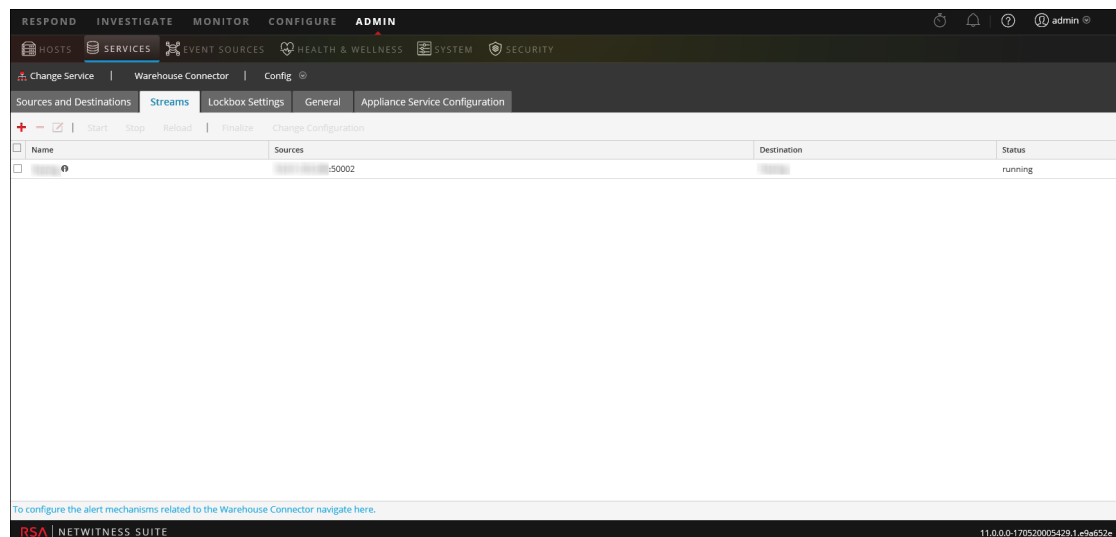 RESPOND INVESTIGATE MONITOR CONFIGURE ADMIN admin
HOSTS SERVICES EVENT SOURCES HEALTH & WELLNESS SYSTEM SECURITY
Change Service | Warehouse Connector | Config
Sources and Destinations Streams Lockbox Settings General Appliance Service Configuration
Start Stop Reload | Finalize Change Configuration
Name Sources Destination Status
:50002 running
To configure the alert mechanisms related to the Warehouse Connector navigate here.
RSA | NETWITNESS SUITE 11.0.0.0-170520005429.1.e9a652e